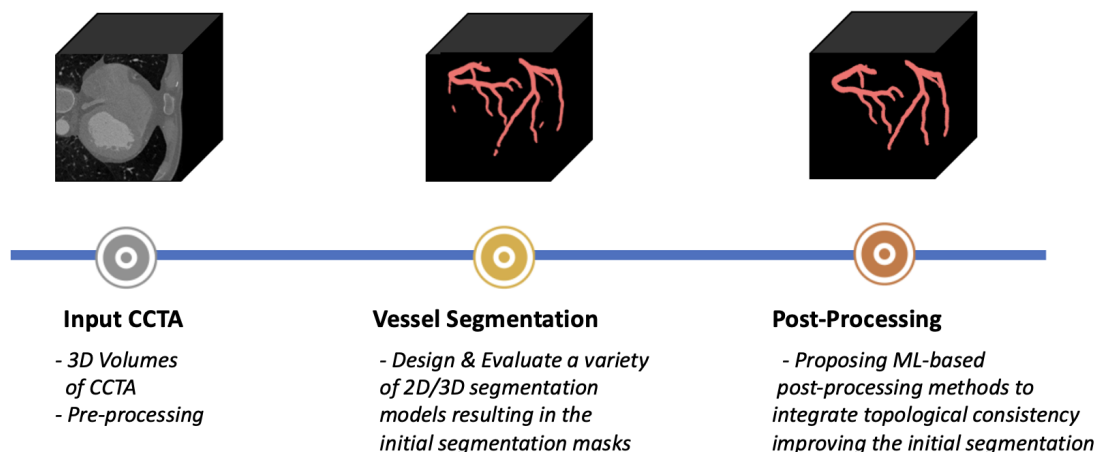 Input CCTA
- 3D Volumes
of CCTA
- Pre-processing
Vessel Segmentation
- Design & Evaluate a variety
of 2D/3D segmentation
models resulting in the
initial segmentation masks
Post-Processing
- Proposing ML-based
post-processing methods to
integrate topological consistency
improving the initial segmentation